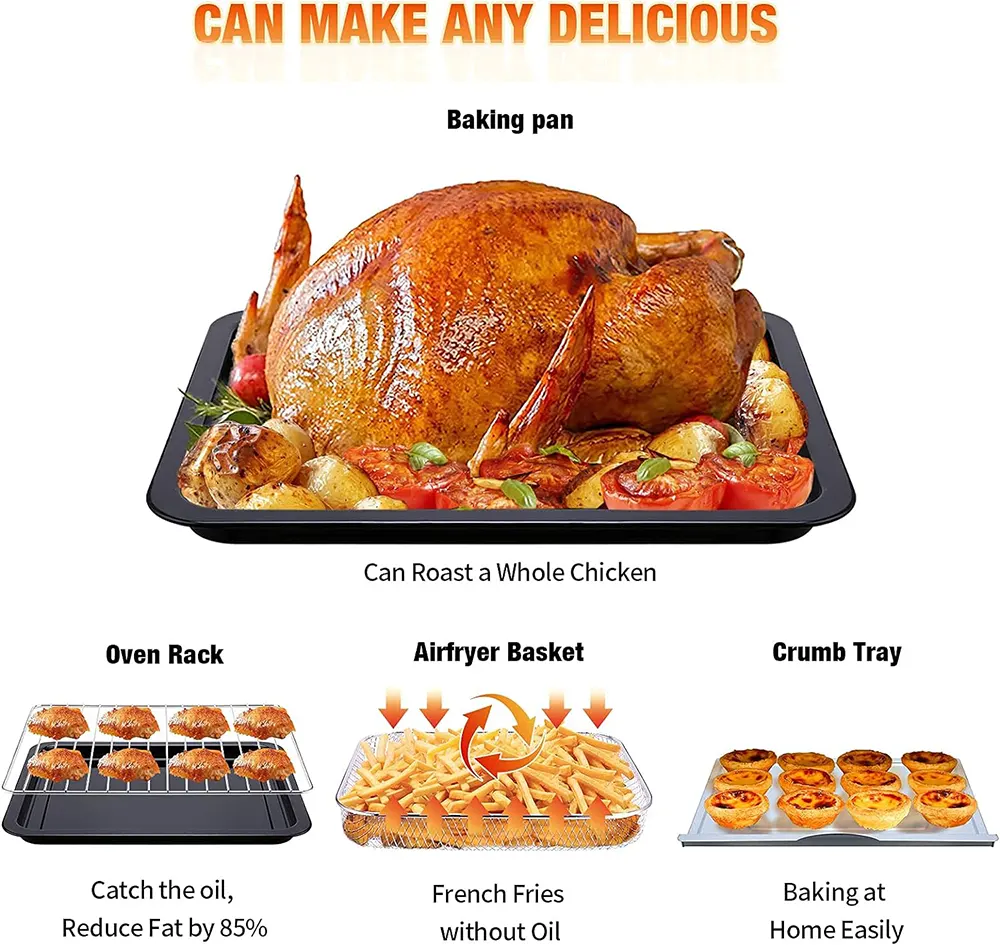 CAN MAKE ANY DELICIOUS
Baking pan
Can Roast a Whole Chicken
Oven Rack
Airfryer Basket
Crumb Tray
Catch the oil,
Reduce Fat by 85%
French Fries
without Oil
Baking at
Home Easily